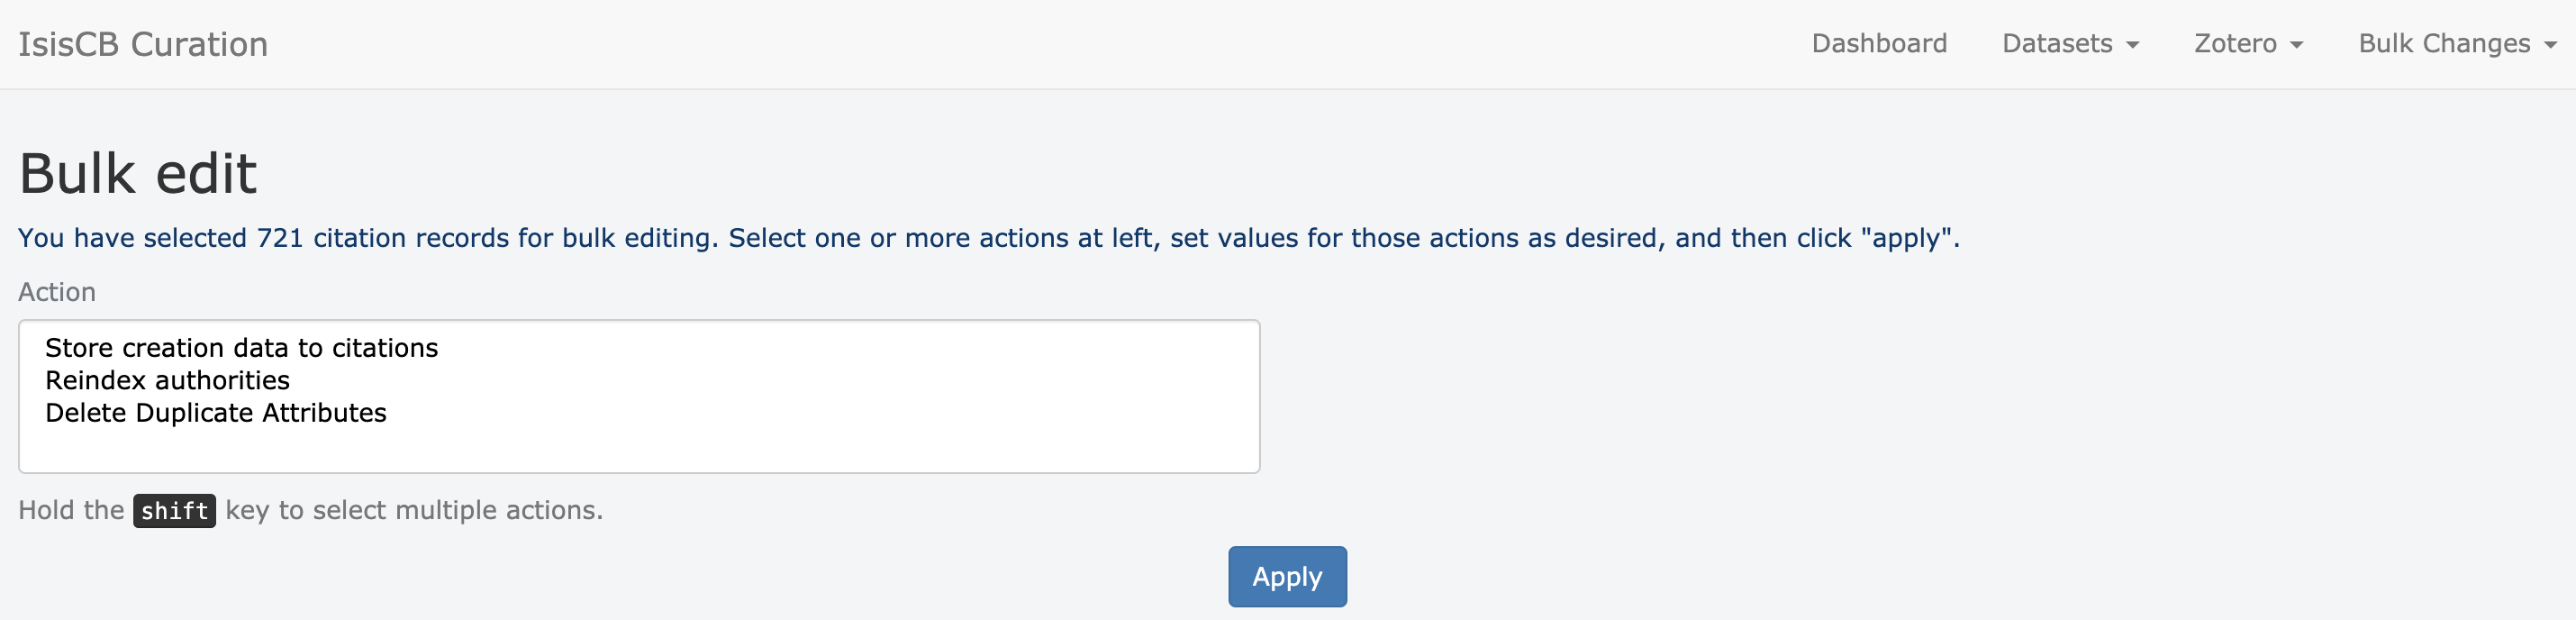 IsisCB Curation
Dashboard
Datasets
Zotero
Bulk Changes
Bulk edit
You have selected 721 citation records for bulk editing. Select one or more actions at left, set values for those actions as desired, and then click "apply".
Action
Store creation data to citations
Reindex authorities
Delete Duplicate Attributes
Hold the shift key to select multiple actions.
Apply